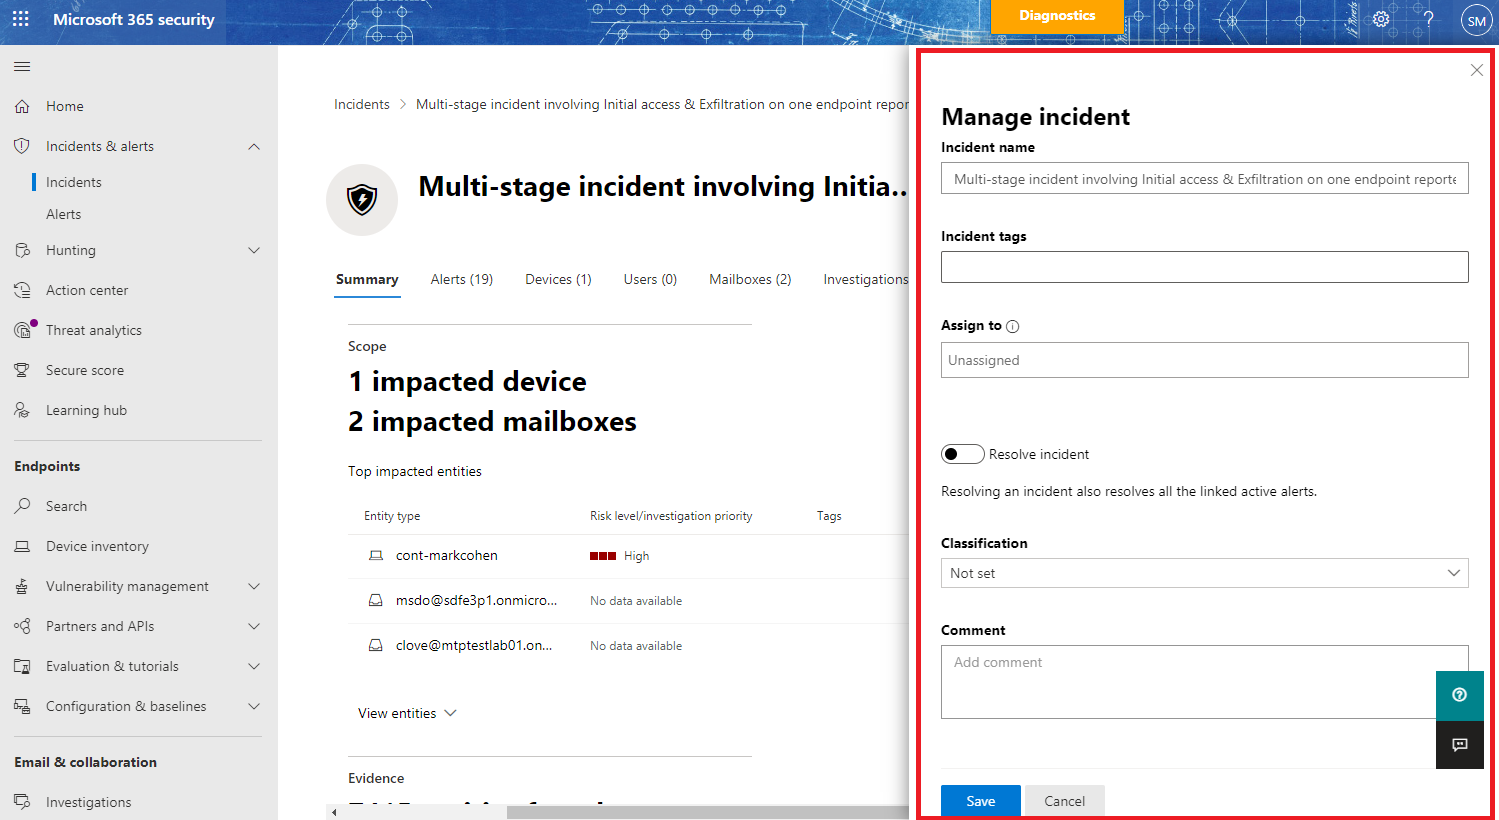 Microsoft 365 security
Diagnostics
SM
Home
Incidents & alerts
Incidents
Alerts
Hunting
Action center
Threat analytics
Secure score
Learning hub
Endpoints
Search
Device inventory
Vulnerability management
Partners and APIs
Evaluation & tutorials
Configuration & baselines
Email & collaboration
Investigations
Incidents > Multi-stage incident involving Initial access & Exfiltration on one endpoint repor
Multi-stage incident involving Initia...
Summary Alerts (19) Devices (1) Users (0) Mailboxes (2) Investigations
Scope
1 impacted device
2 impacted mailboxes
Top impacted entities
Entity type Risk level/investigation priority Tags
cont-markcohen High
msdo@sdfe3p1.onmicro... No data available
clove@mtptestlab01.on... No data available
View entities
Evidence
Manage incident
Incident name
Multi-stage incident involving Initial access & Exfiltration on one endpoint reporte
Incident tags
Assign to
Unassigned
Resolve incident
Resolving an incident also resolves all the linked active alerts.
Classification
Not set
Comment
Add comment
Save Cancel